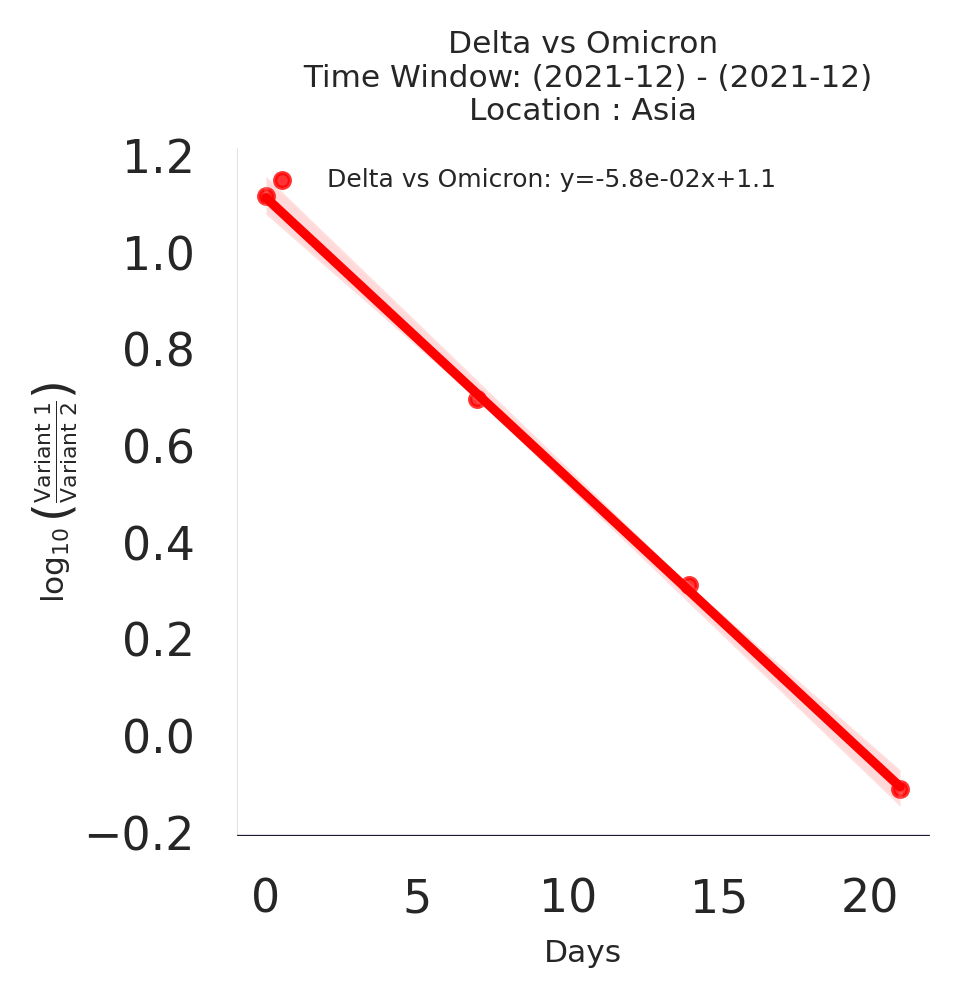 Delta vs Omicron
Time Window: (2021-12) - (2021-12)
Location : Asia
Delta vs Omicron: y=-5.8e-02x+1.1
1.2
1.0
0.8
0.6
0.4
0.2
0.0
−0.2
log10 (Variant 1 / Variant 2)
0 5 10 15 20
Days